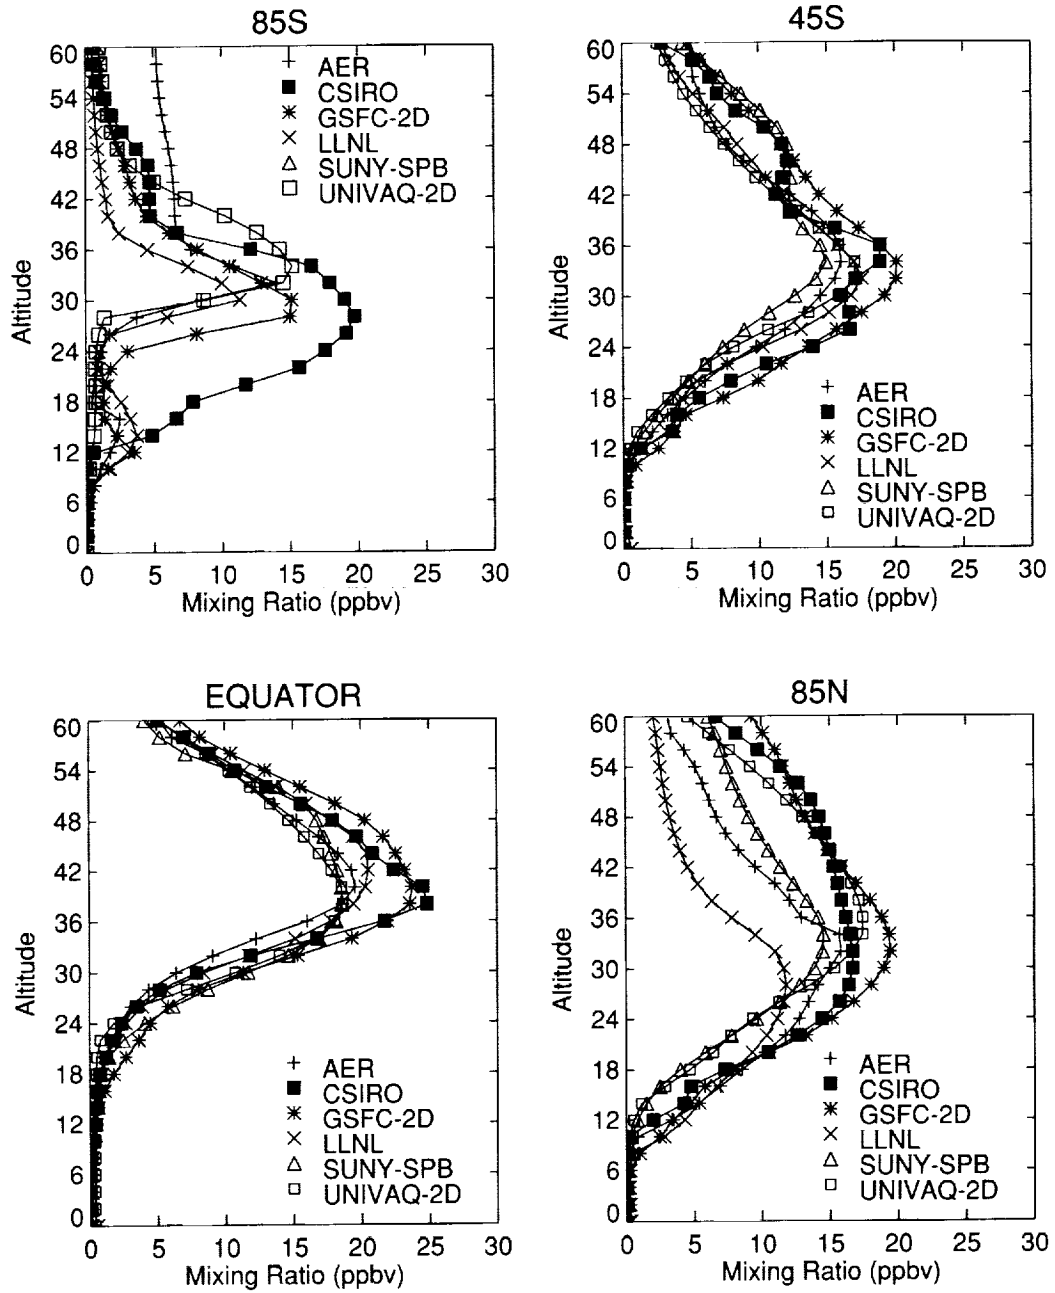 85S
60
54
48
42
36
30
24
18
12
6
0
Altitude
AER
CSIRO
GSFC-2D
LLNL
SUNY-SPB
UNIVAQ-2D
0 5 10 15 20 25 30
Mixing Ratio (ppbv)
45S
60
54
48
42
36
30
24
18
12
6
0
Altitude
AER
CSIRO
GSFC-2D
LLNL
SUNY-SPB
UNIVAQ-2D
0 5 10 15 20 25 30
Mixing Ratio (ppbv)
EQUATOR
60
54
48
42
36
30
24
18
12
6
0
Altitude
AER
CSIRO
GSFC-2D
LLNL
SUNY-SPB
UNIVAQ-2D
0 5 10 15 20 25 30
Mixing Ratio (ppbv)
85N
60
54
48
42
36
30
24
18
12
6
0
Altitude
AER
CSIRO
GSFC-2D
LLNL
SUNY-SPB
UNIVAQ-2D
0 5 10 15 20 25 30
Mixing Ratio (ppbv)